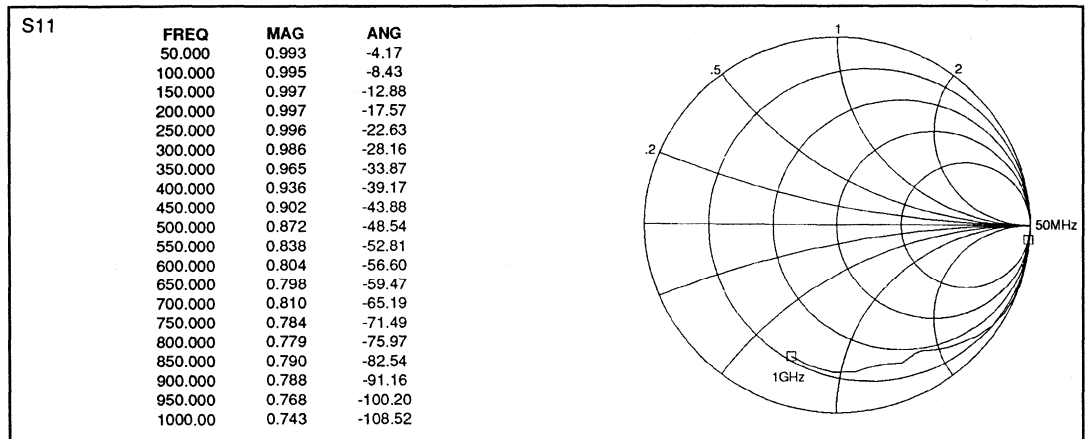 S11
FREQ MAG ANG
50.000 0.993 -4.17
100.000 0.995 -8.43
150.000 0.997 -12.88
200.000 0.997 -17.57
250.000 0.996 -22.63
300.000 0.986 -28.16
350.000 0.965 -33.87
400.000 0.936 -39.17
450.000 0.902 -43.88
500.000 0.872 -48.54
550.000 0.838 -52.81
600.000 0.804 -56.60
650.000 0.798 -59.47
700.000 0.810 -65.19
750.000 0.784 -71.49
800.000 0.779 -75.97
850.000 0.790 -82.54
900.000 0.788 -91.16
950.000 0.768 -100.20
1000.00 0.743 -108.52
1
.5
2
.2
50MHz
1GHz